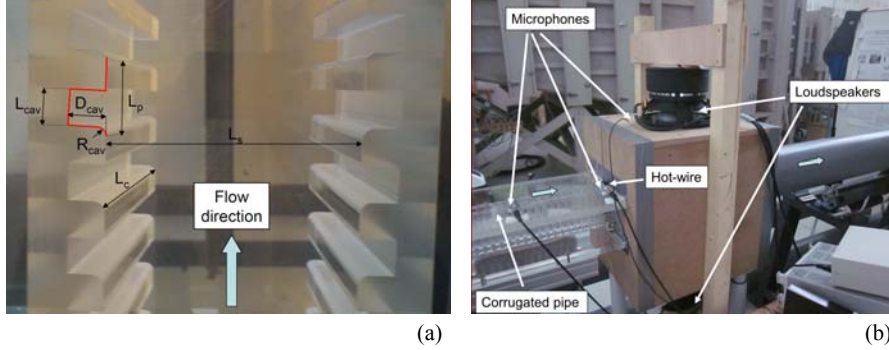 L_cav
D_cav
L_p
R_cav
L_s
L_c
Flow
direction
(a)
Microphones
Loudspeakers
Hot-wire
Corrugated pipe
(b)